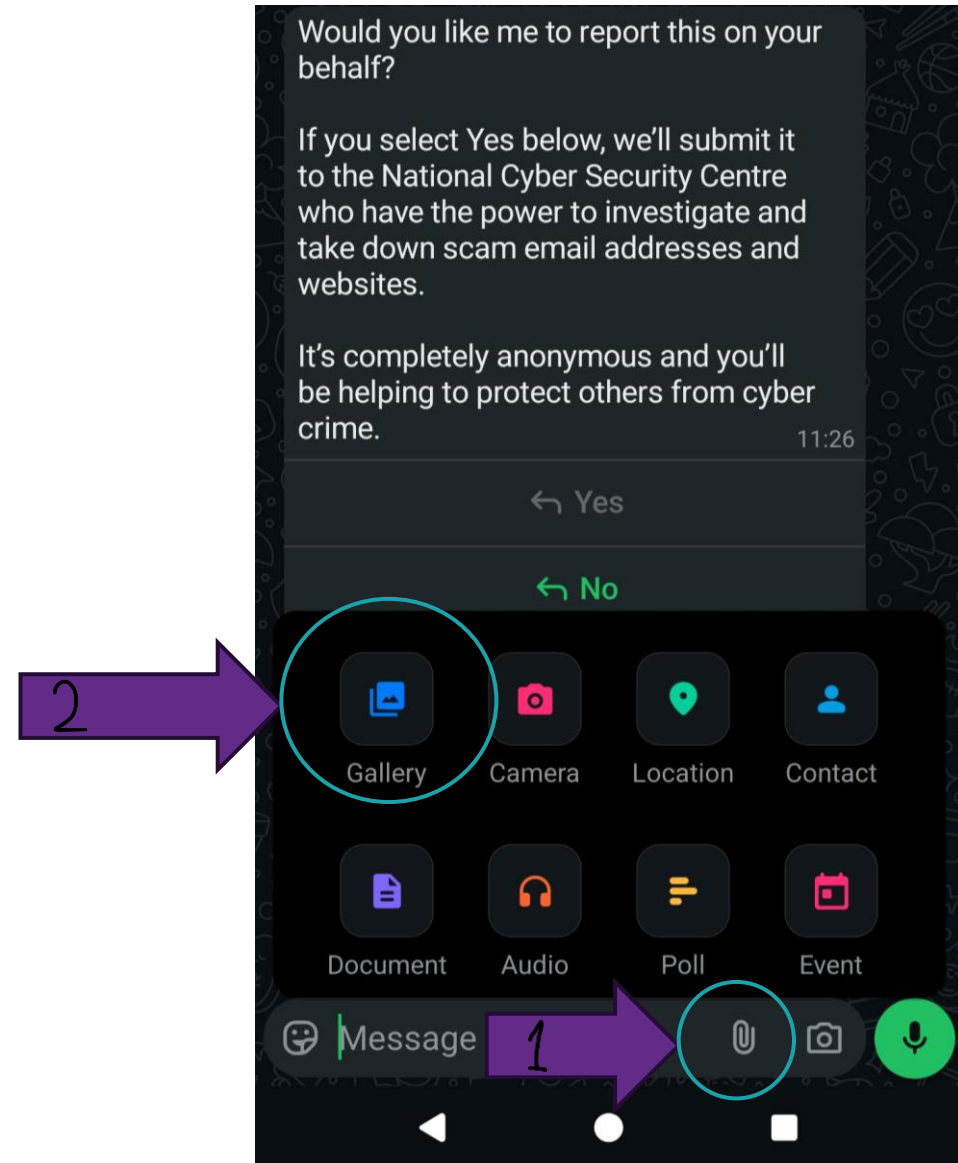 Would you like me to report this on your
behalf?
If you select Yes below, we'll submit it
to the National Cyber Security Centre
who have the power to investigate and
take down scam email addresses and
websites.
It's completely anonymous and you'll
be helping to protect others from cyber
crime.
11:26
Yes
No
2
Gallery Camera Location Contact
Document Audio Poll Event
Message 1